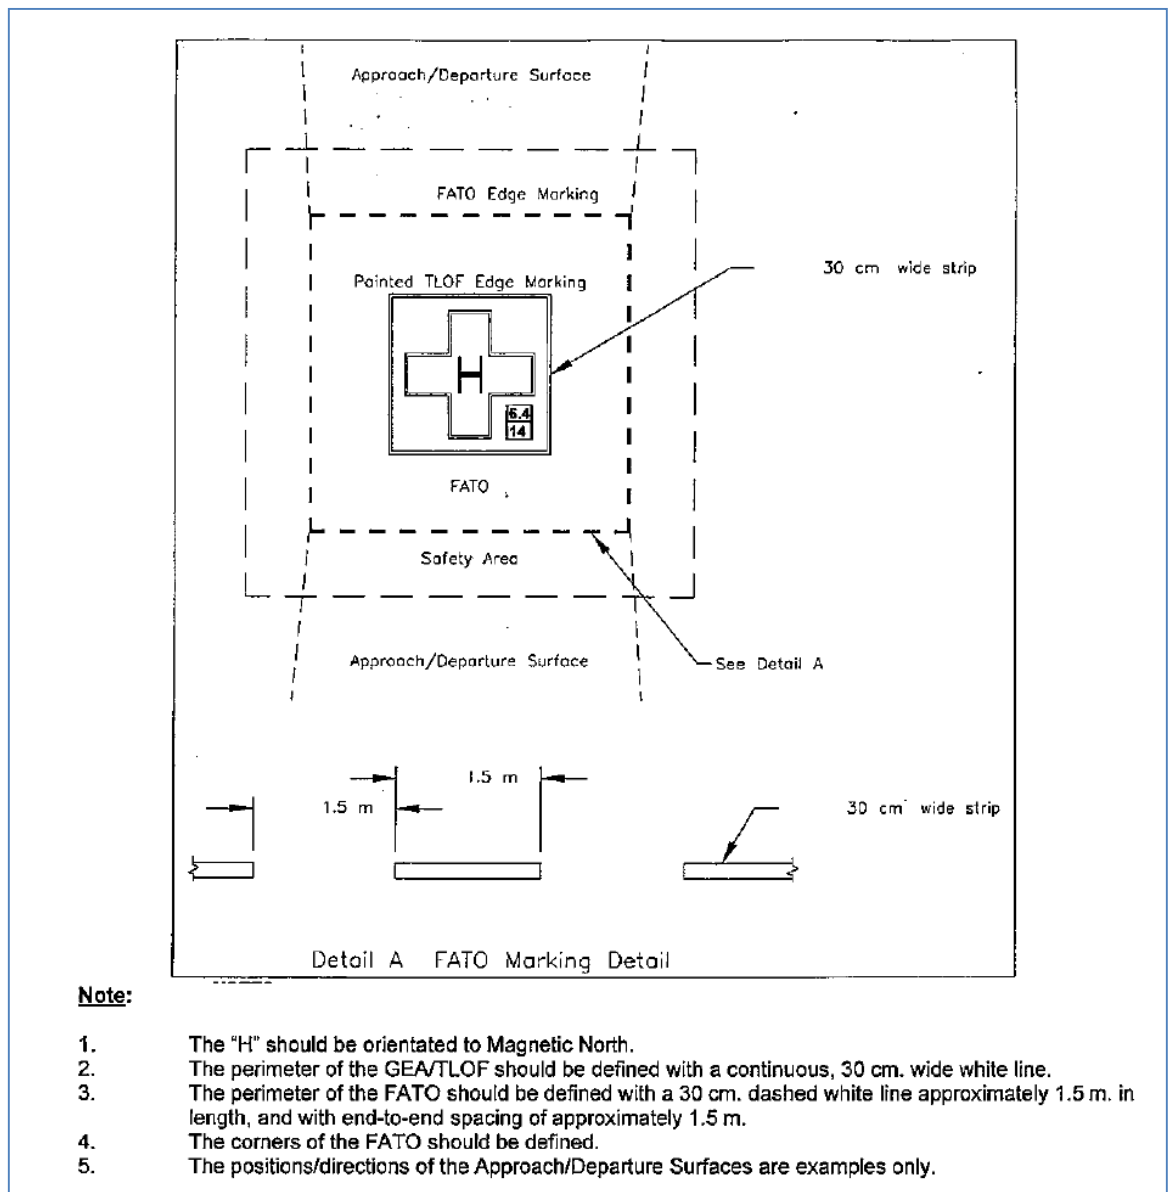 Approach/Departure Surface
FATO Edge Marking
Painted TLOF Edge Marking
30 cm wide strip
H
6.4
14
FATO
Safety Area
Approach/Departure Surface
See Detail A
1.5 m
1.5 m
30 cm wide strip
Detail A FATO Marking Detail
Note:
1. The "H" should be orientated to Magnetic North.
2. The perimeter of the GEA/TLOF should be defined with a continuous, 30 cm. wide white line.
3. The perimeter of the FATO should be defined with a 30 cm. dashed white line approximately 1.5 m. in
length, and with end-to-end spacing of approximately 1.5 m.
4. The corners of the FATO should be defined.
5. The positions/directions of the Approach/Departure Surfaces are examples only.